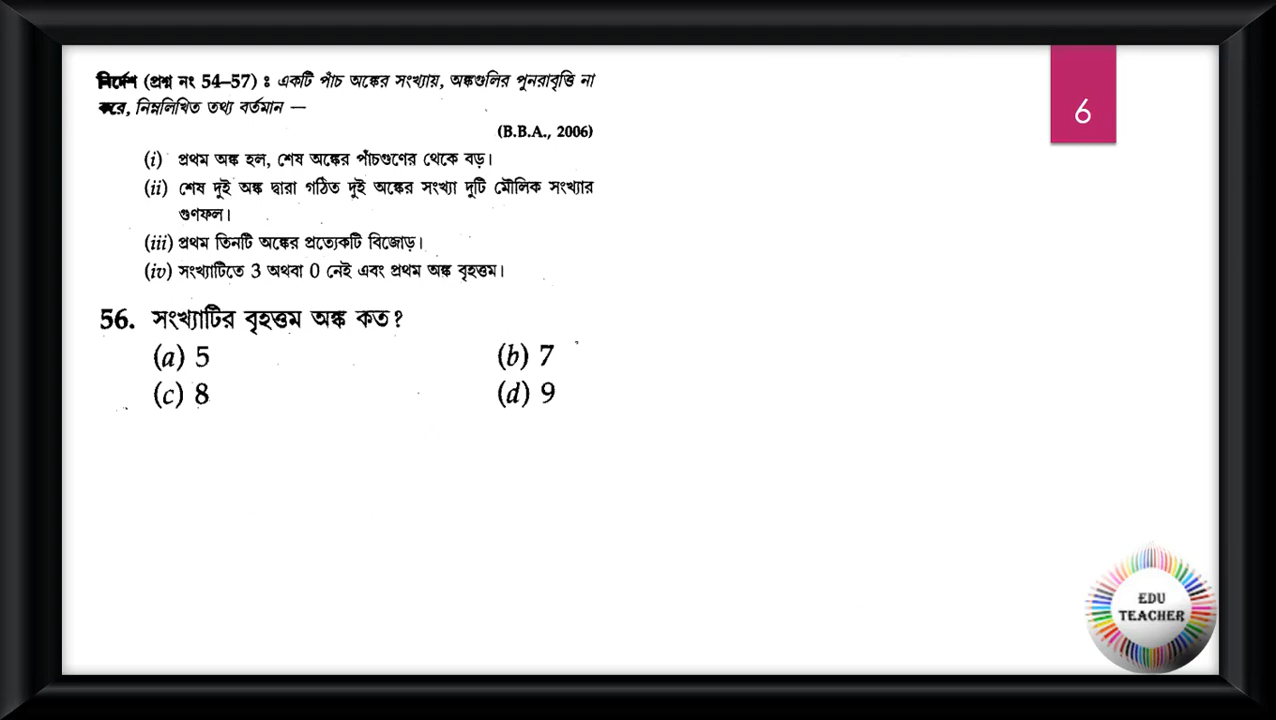 নির্দেশ (প্রশ্ন নং 54–57) : একটি পাঁচ অঙ্কের সংখ্যায়, অঙ্কগুলির পুনরাবৃত্তি না
করে, নিম্নলিখিত তথ্য বর্তমান —
(B.B.A., 2006)
(i) প্রথম অঙ্ক হল, শেষ অঙ্কের পাঁচগুণের থেকে বড়।
(ii) শেষ দুই অঙ্ক দ্বারা গঠিত দুই অঙ্কের সংখ্যা দুটি মৌলিক সংখ্যার
গুণফল।
(iii) প্রথম তিনটি অঙ্কের প্রত্যেকটি বিজোড়।
(iv) সংখ্যাটিতে 3 অথবা 0 নেই এবং প্রথম অঙ্ক বৃহত্তম।
56. সংখ্যাটির বৃহত্তম অঙ্ক কত?
(a) 5 (b) 7
(c) 8 (d) 9
6
EDU
TEACHER